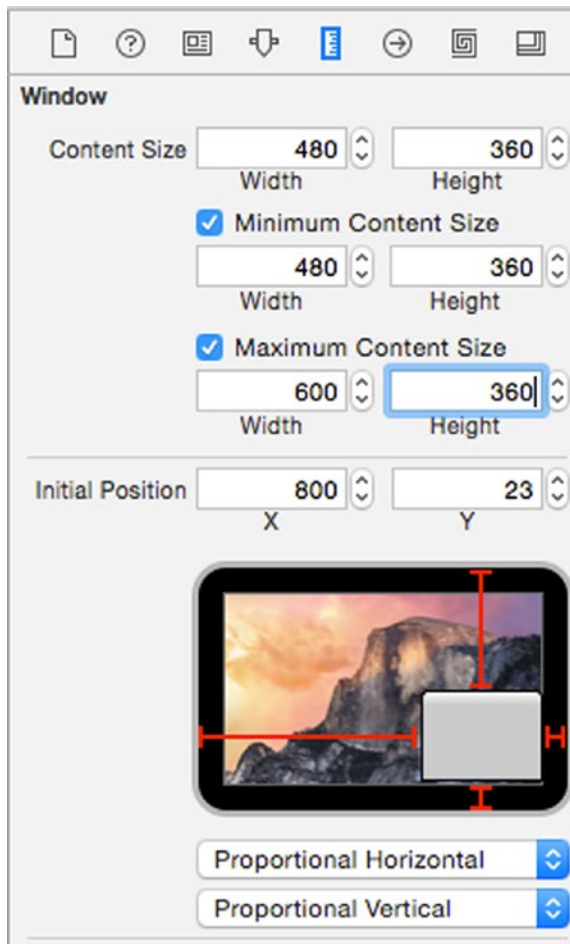 Window
Content Size 480 360
Width Height
Minimum Content Size
480 360
Width Height
Maximum Content Size
600 360
Width Height
Initial Position 800 23
X Y
Proportional Horizontal
Proportional Vertical